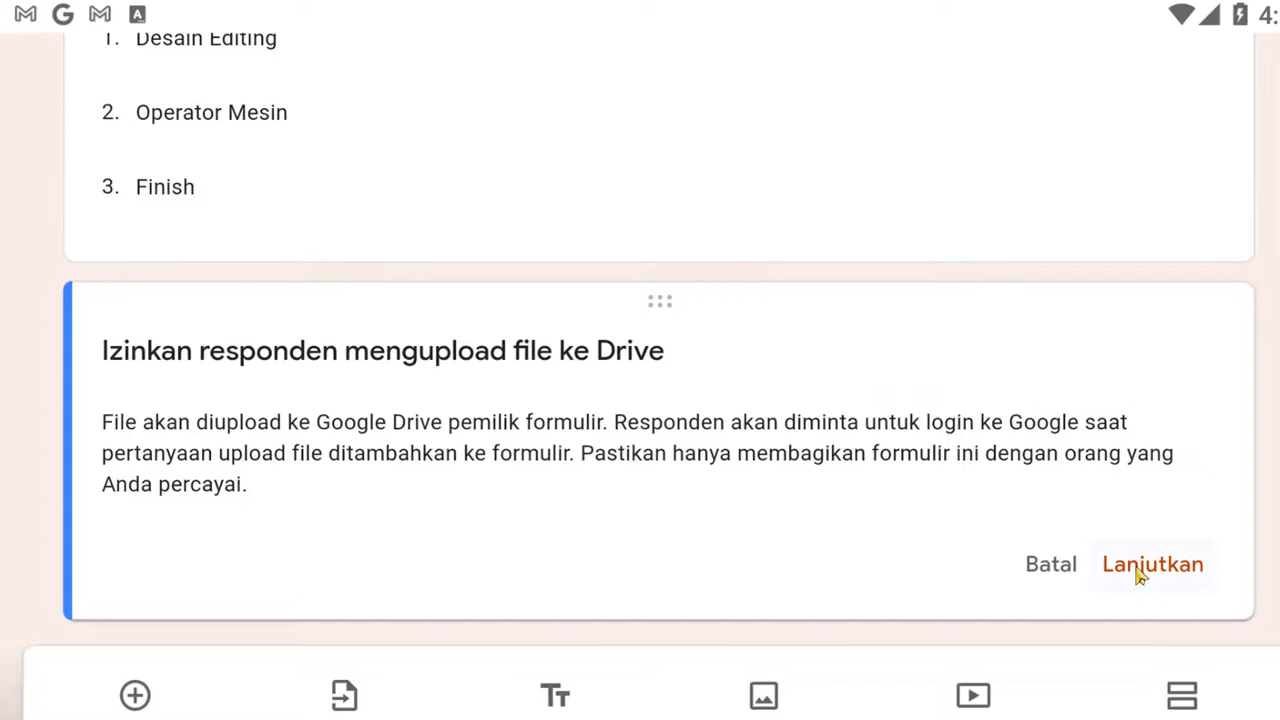 4:
1. Desain Editing
2. Operator Mesin
3. Finish
Izinkan responden mengupload file ke Drive
File akan diupload ke Google Drive pemilik formulir. Responden akan diminta untuk login ke Google saat
pertanyaan upload file ditambahkan ke formulir. Pastikan hanya membagikan formulir ini dengan orang yang
Anda percayai.
Batal Lanjutkan